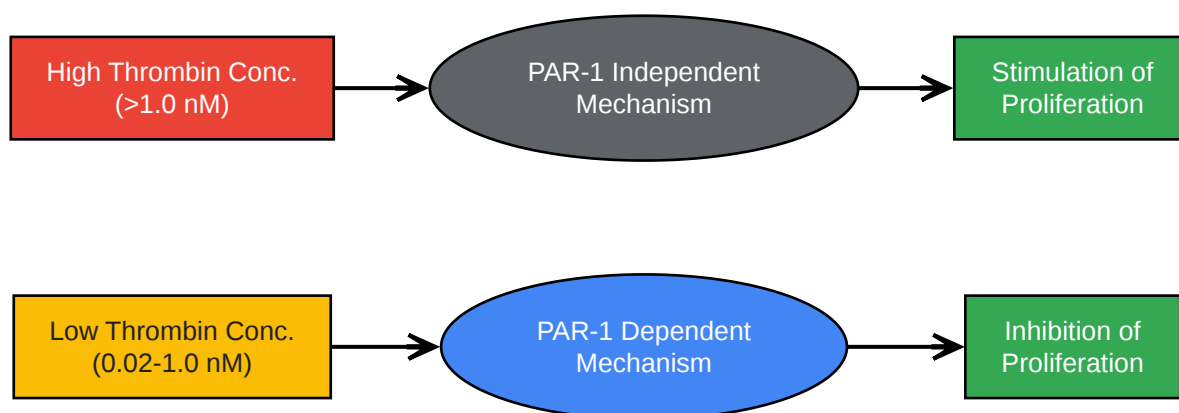 High Thrombin Conc.
(>1.0 nM)
PAR-1 Independent
Mechanism
Stimulation of
Proliferation
Low Thrombin Conc.
(0.02-1.0 nM)
PAR-1 Dependent
Mechanism
Inhibition of
Proliferation